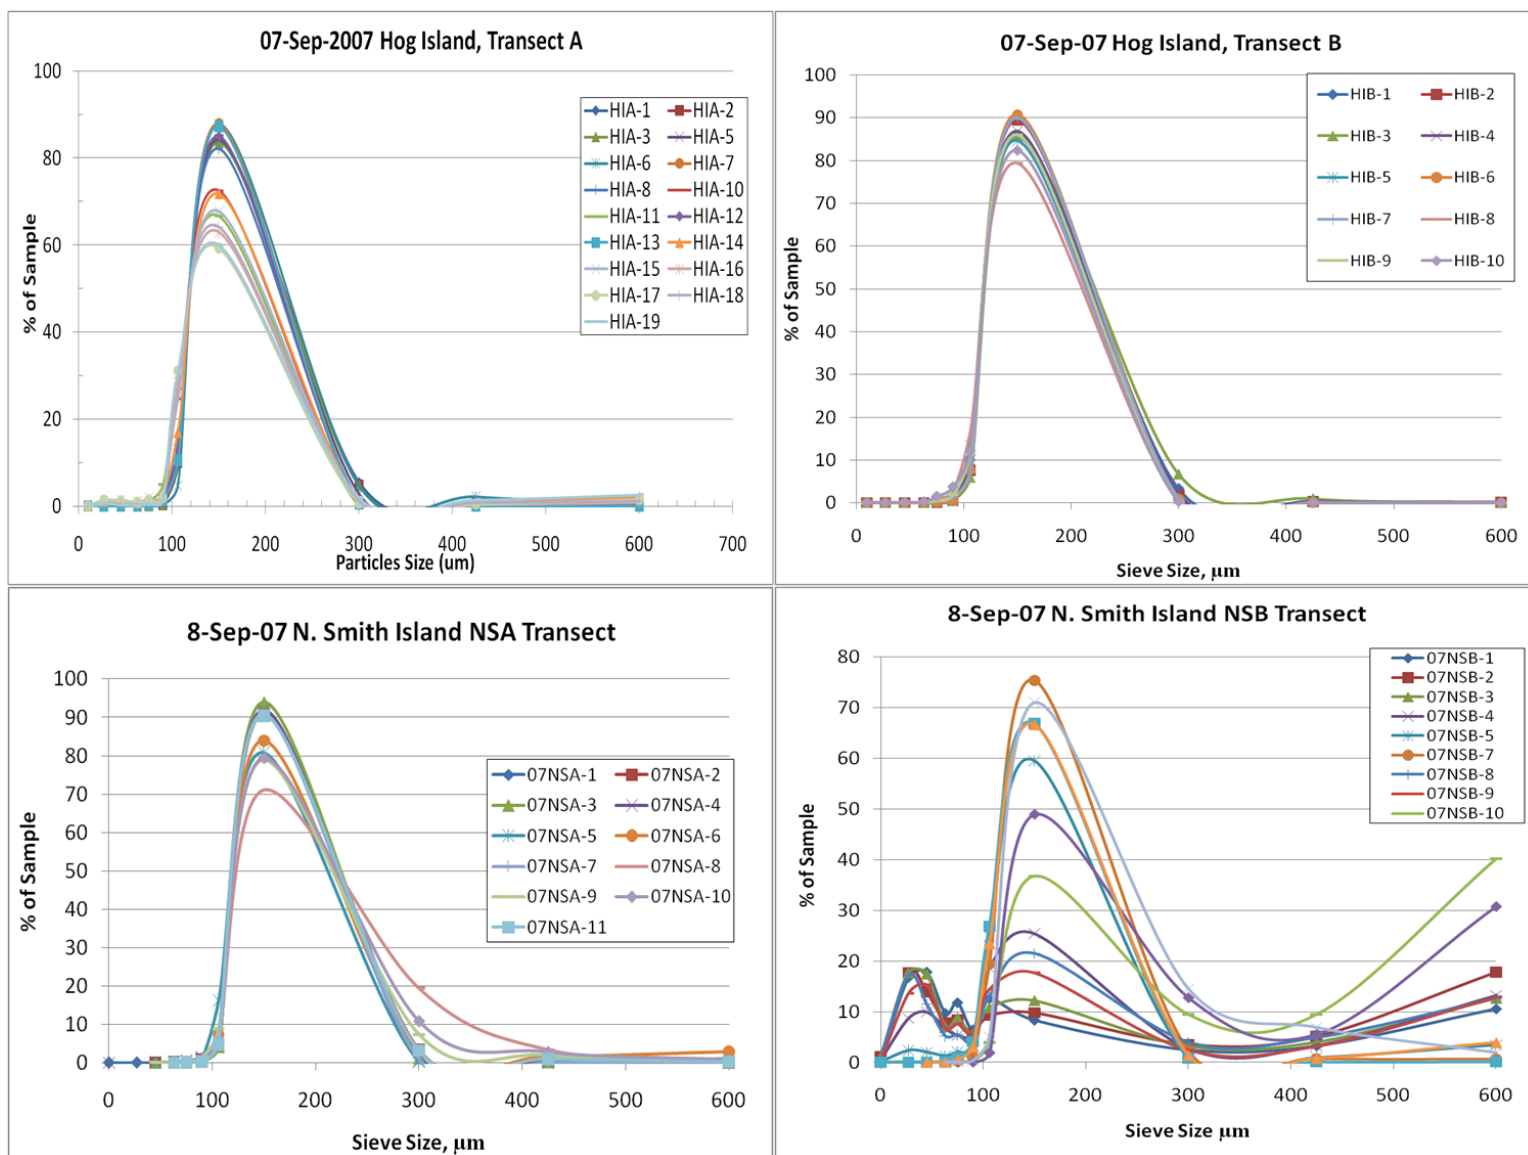 07-Sep-2007 Hog Island, Transect A
100
80
60
40
20
0
% of Sample
0 100 200 300 400 500 600 700
Particles Size (um)
HIA-1 HIA-2
HIA-3 HIA-5
HIA-6 HIA-7
HIA-8 HIA-10
HIA-11 HIA-12
HIA-13 HIA-14
HIA-15 HIA-16
HIA-17 HIA-18
HIA-19
07-Sep-07 Hog Island, Transect B
100
90
80
70
60
50
40
30
20
10
0
% of Sample
0 100 200 300 400 500 600
Sieve Size, µm
HIB-1 HIB-2
HIB-3 HIB-4
HIB-5 HIB-6
HIB-7 HIB-8
HIB-9 HIB-10
8-Sep-07 N. Smith Island NSA Transect
100
90
80
70
60
50
40
30
20
10
0
% of Sample
0 100 200 300 400 500 600
Sieve Size, µm
07NSA-1 07NSA-2
07NSA-3 07NSA-4
07NSA-5 07NSA-6
07NSA-7 07NSA-8
07NSA-9 07NSA-10
07NSA-11
8-Sep-07 N. Smith Island NSB Transect
80
70
60
50
40
30
20
10
0
% of Sample
0 100 200 300 400 500 600
Sieve Size µm
07NSB-1
07NSB-2
07NSB-3
07NSB-4
07NSB-5
07NSB-7
07NSB-8
07NSB-9
07NSB-10